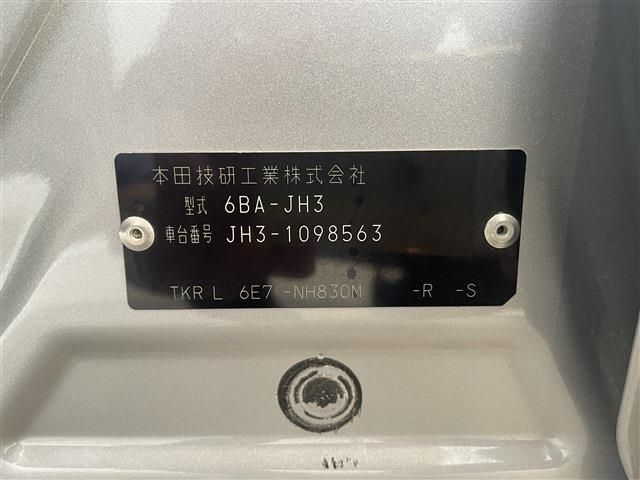 本田技研工業株式会社
型式 6BA-JH3
車台番号 JH3-1098563
TKR L 6E7 -NH830M -R -S